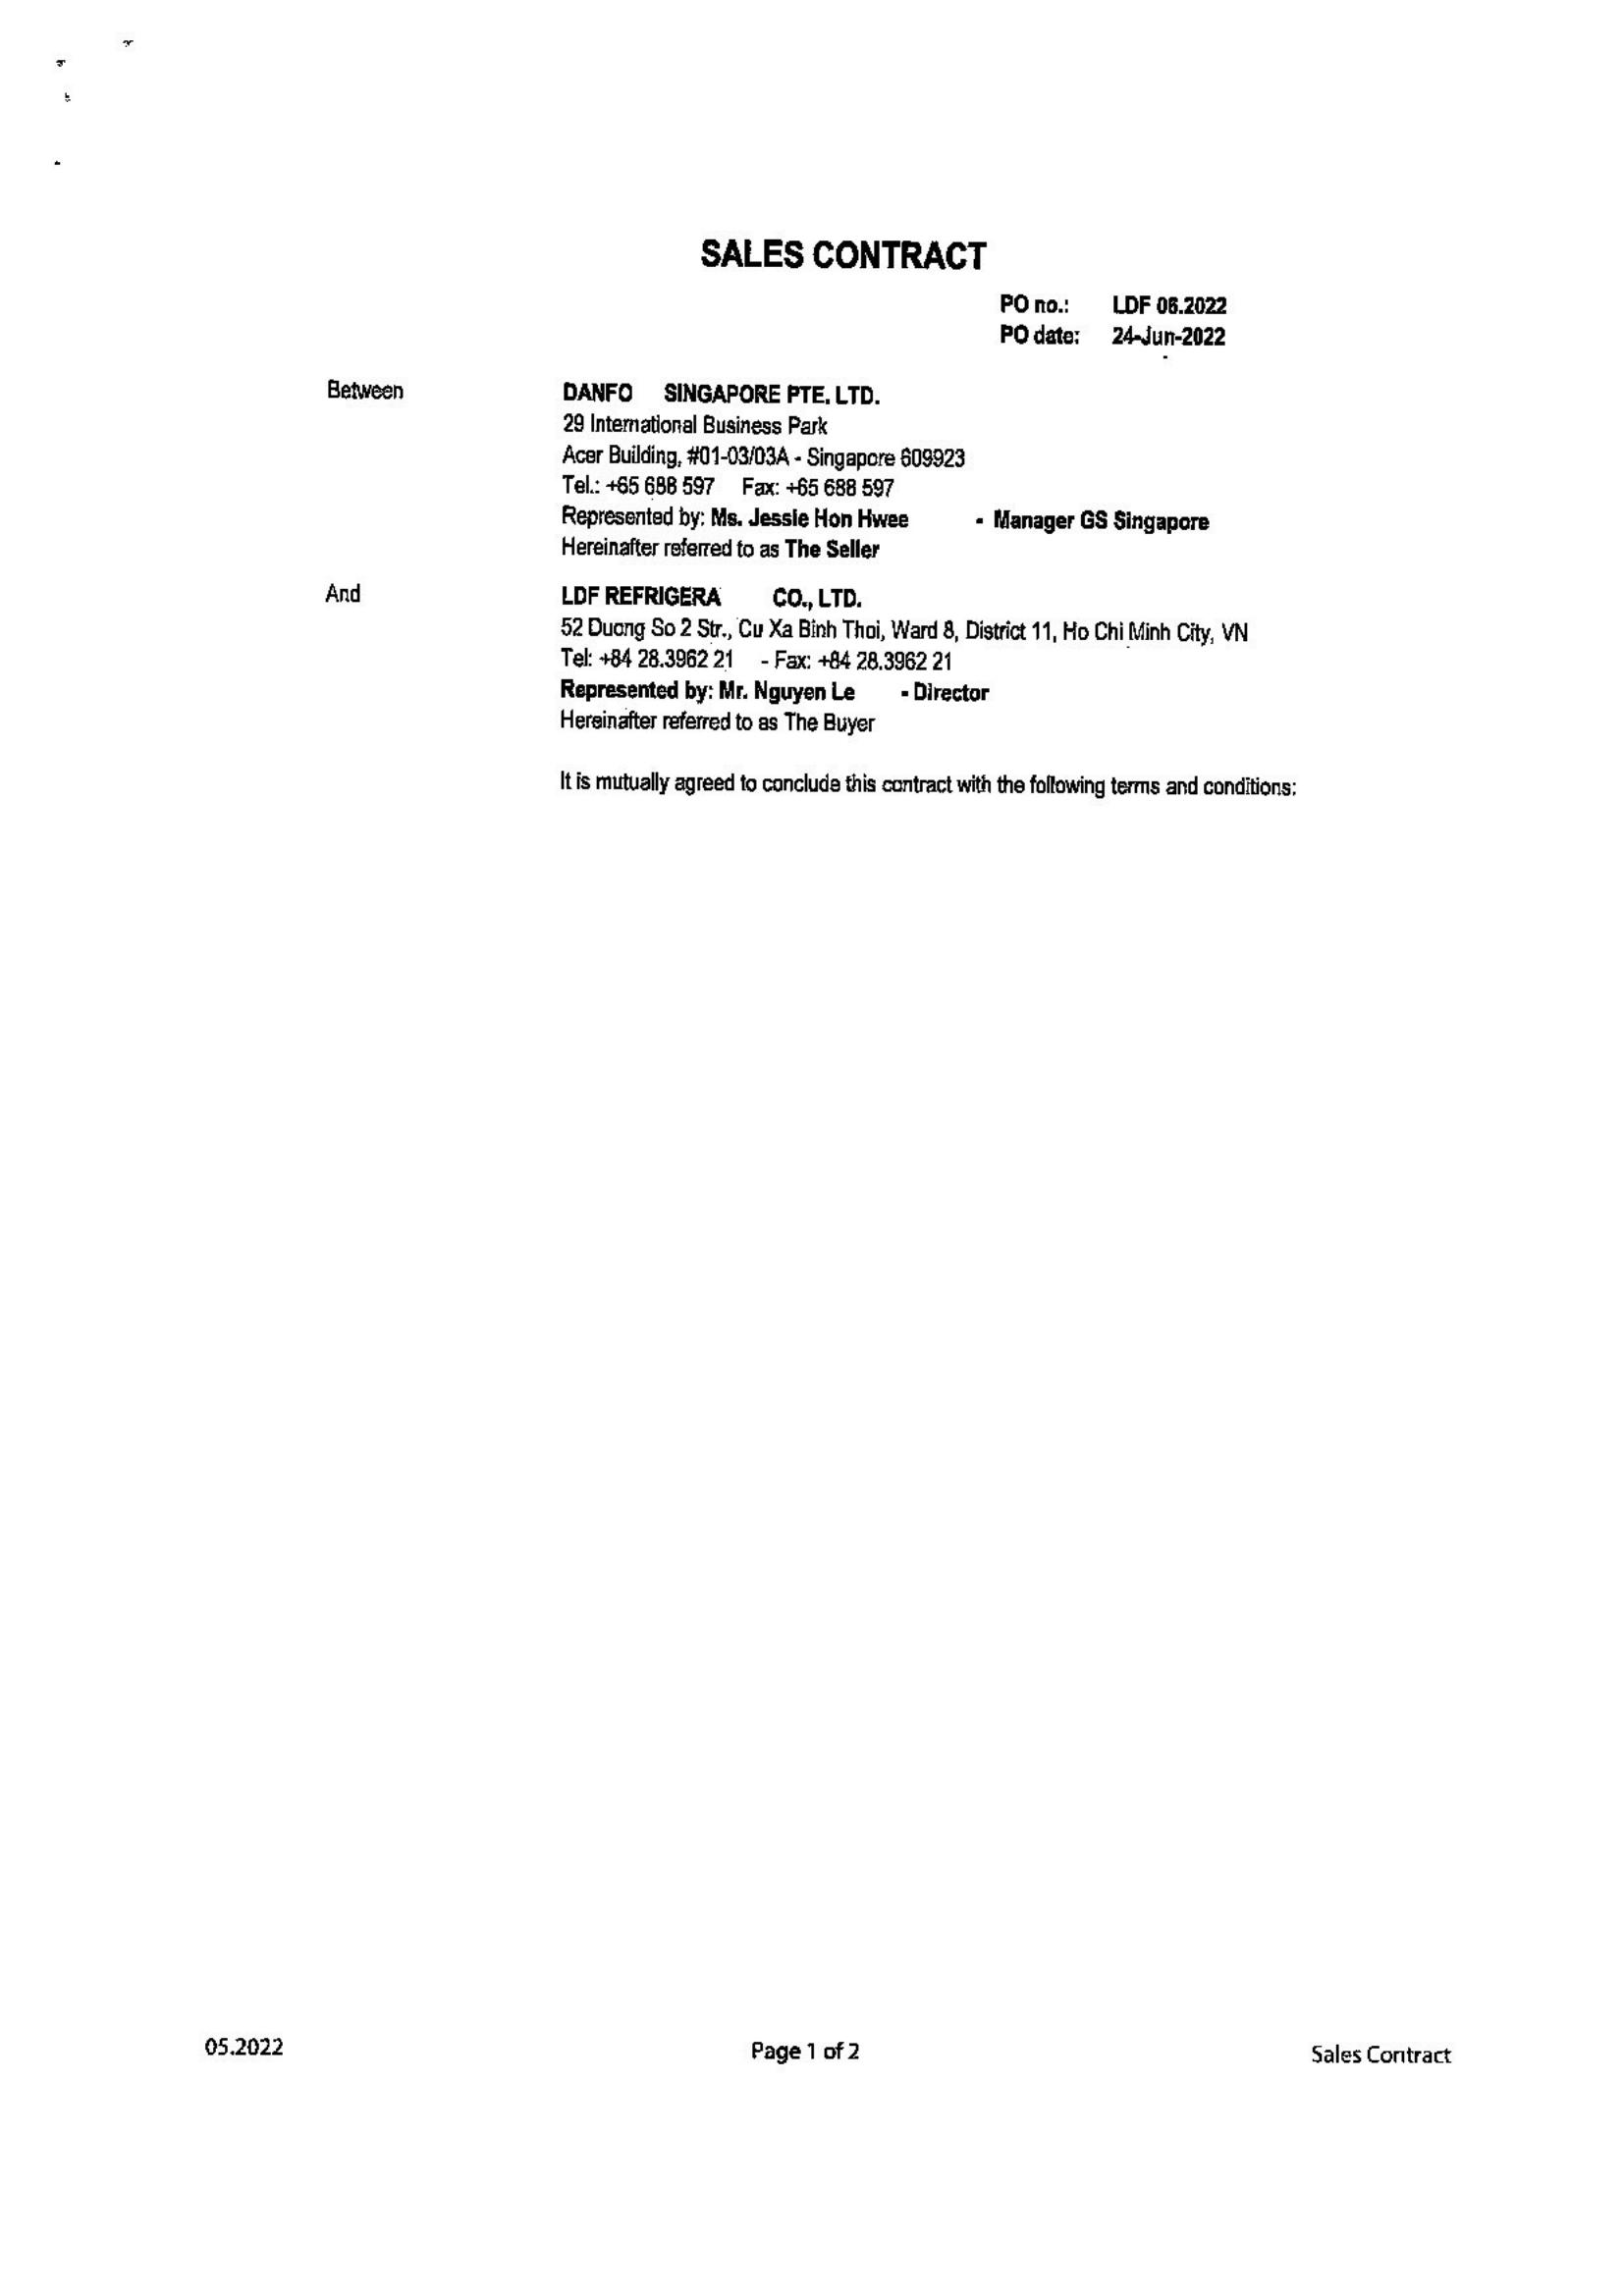 SALES CONTRACT
PO no.: LDF 06.2022
PO date: 24-Jun-2022
Between
DANFO SINGAPORE PTE. LTD.
29 International Business Park
Acer Building, #01-03/03A - Singapore 609923
Tel.: +65 688 597 Fax: +65 688 597
Represented by: Ms. Jessie Hon Hwee - Manager GS Singapore
Hereinafter referred to as The Seller
And
LDF REFRIGERA CO., LTD.
52 Duong So 2 Str., Cu Xa Binh Thoi, Ward 8, District 11, Ho Chi Minh City, VN
Tel: +84 28.3962 21 - Fax: +84 28.3962 21
Represented by: Mr. Nguyen Le - Director
Hereinafter referred to as The Buyer
It is mutually agreed to conclude this contract with the following terms and conditions:
05.2022 Page 1 of 2 Sales Contract